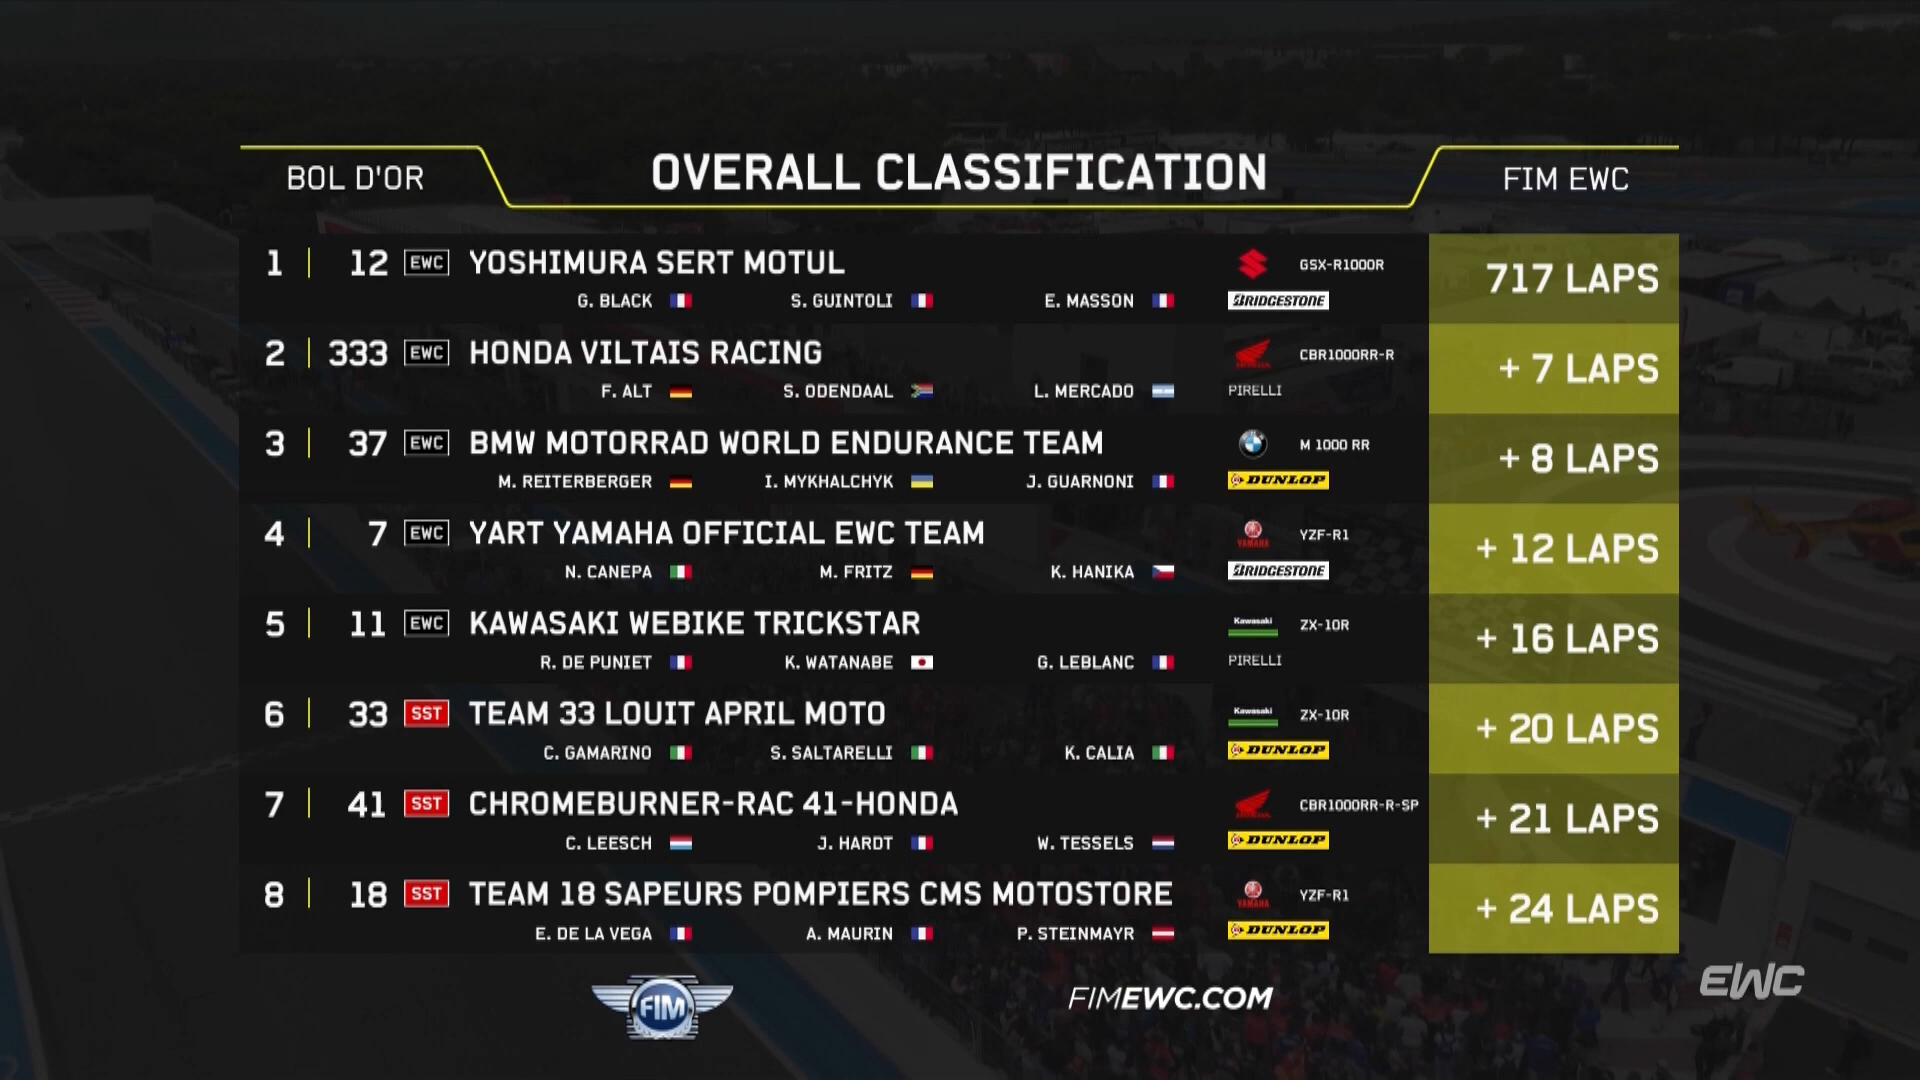 BOL D'OR
OVERALL CLASSIFICATION
FIM EWC
1 12 EWC YOSHIMURA SERT MOTUL GSX-R1000R 717 LAPS
G. BLACK S. GUINTOLI E. MASSON BRIDGESTONE
2 333 EWC HONDA VILTAIS RACING HONDA CBR1000RR-R + 7 LAPS
F. ALT S. ODENDAAL L. MERCADO PIRELLI
3 37 EWC BMW MOTORRAD WORLD ENDURANCE TEAM M 1000 RR + 8 LAPS
M. REITERBERGER I. MYKHALCHYK J. GUARNONI DUNLOP
4 7 EWC YART YAMAHA OFFICIAL EWC TEAM YAMAHA YZF-R1 + 12 LAPS
N. CANEPA M. FRITZ K. HANIKA BRIDGESTONE
5 11 EWC KAWASAKI WEBIKE TRICKSTAR Kawasaki ZX-10R + 16 LAPS
R. DE PUNIET K. WATANABE G. LEBLANC PIRELLI
6 33 SST TEAM 33 LOUIT APRIL MOTO Kawasaki ZX-10R + 20 LAPS
C. GAMARINO S. SALTARELLI K. CALIA DUNLOP
7 41 SST CHROMEBURNER-RAC 41-HONDA HONDA CBR1000RR-R-SP + 21 LAPS
C. LEESCH J. HARDT W. TESSELS DUNLOP
8 18 SST TEAM 18 SAPEURS POMPIERS CMS MOTOSTORE YAMAHA YZF-R1 + 24 LAPS
E. DE LA VEGA A. MAURIN P. STEINMAYR DUNLOP
FIM
FIMEWC.COM
EWC